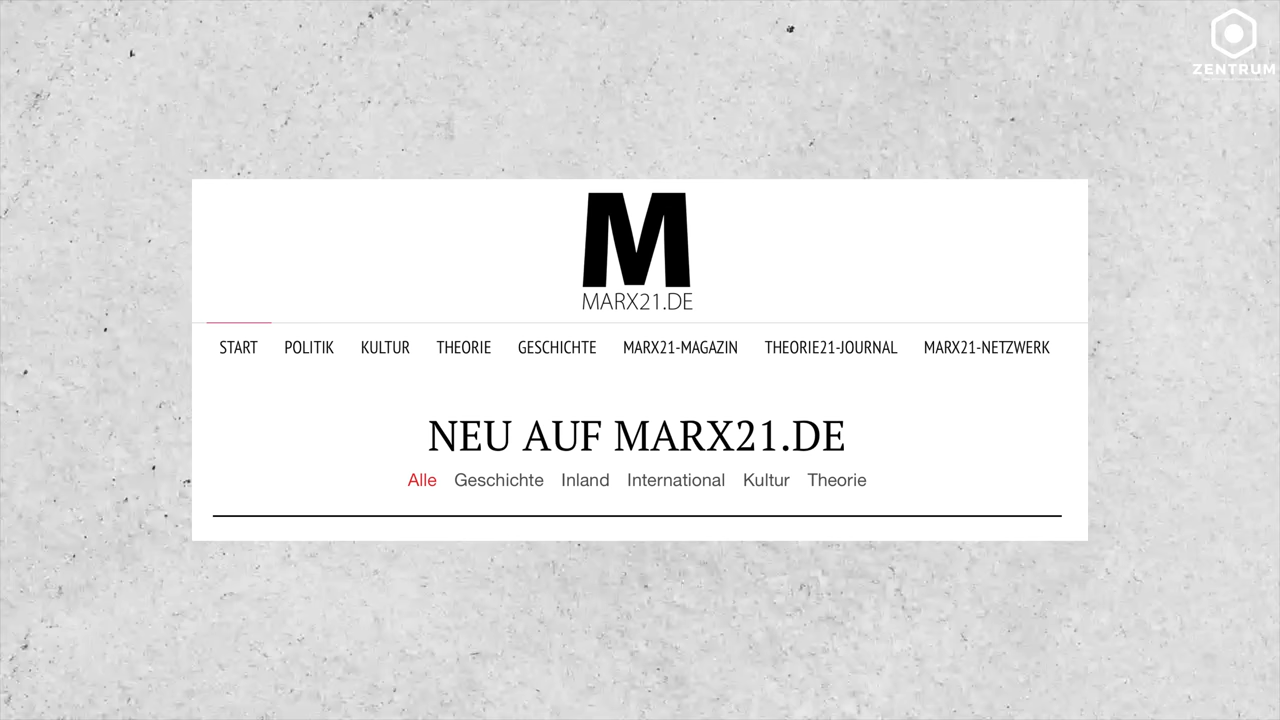 ZENTRUM
M
MARX21.DE
START POLITIK KULTUR THEORIE GESCHICHTE MARX21-MAGAZIN THEORIE21-JOURNAL MARX21-NETZWERK
NEU AUF MARX21.DE
Alle Geschichte Inland International Kultur Theorie